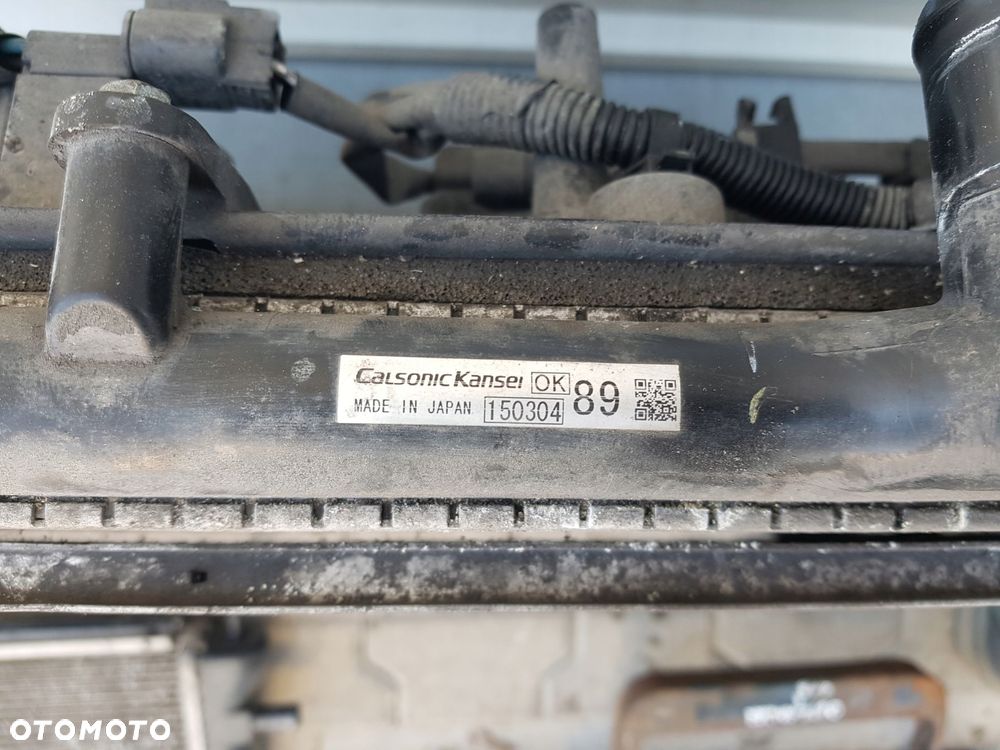 CalsonicKansei OK 89
MADE IN JAPAN 150304
OTOMOTO